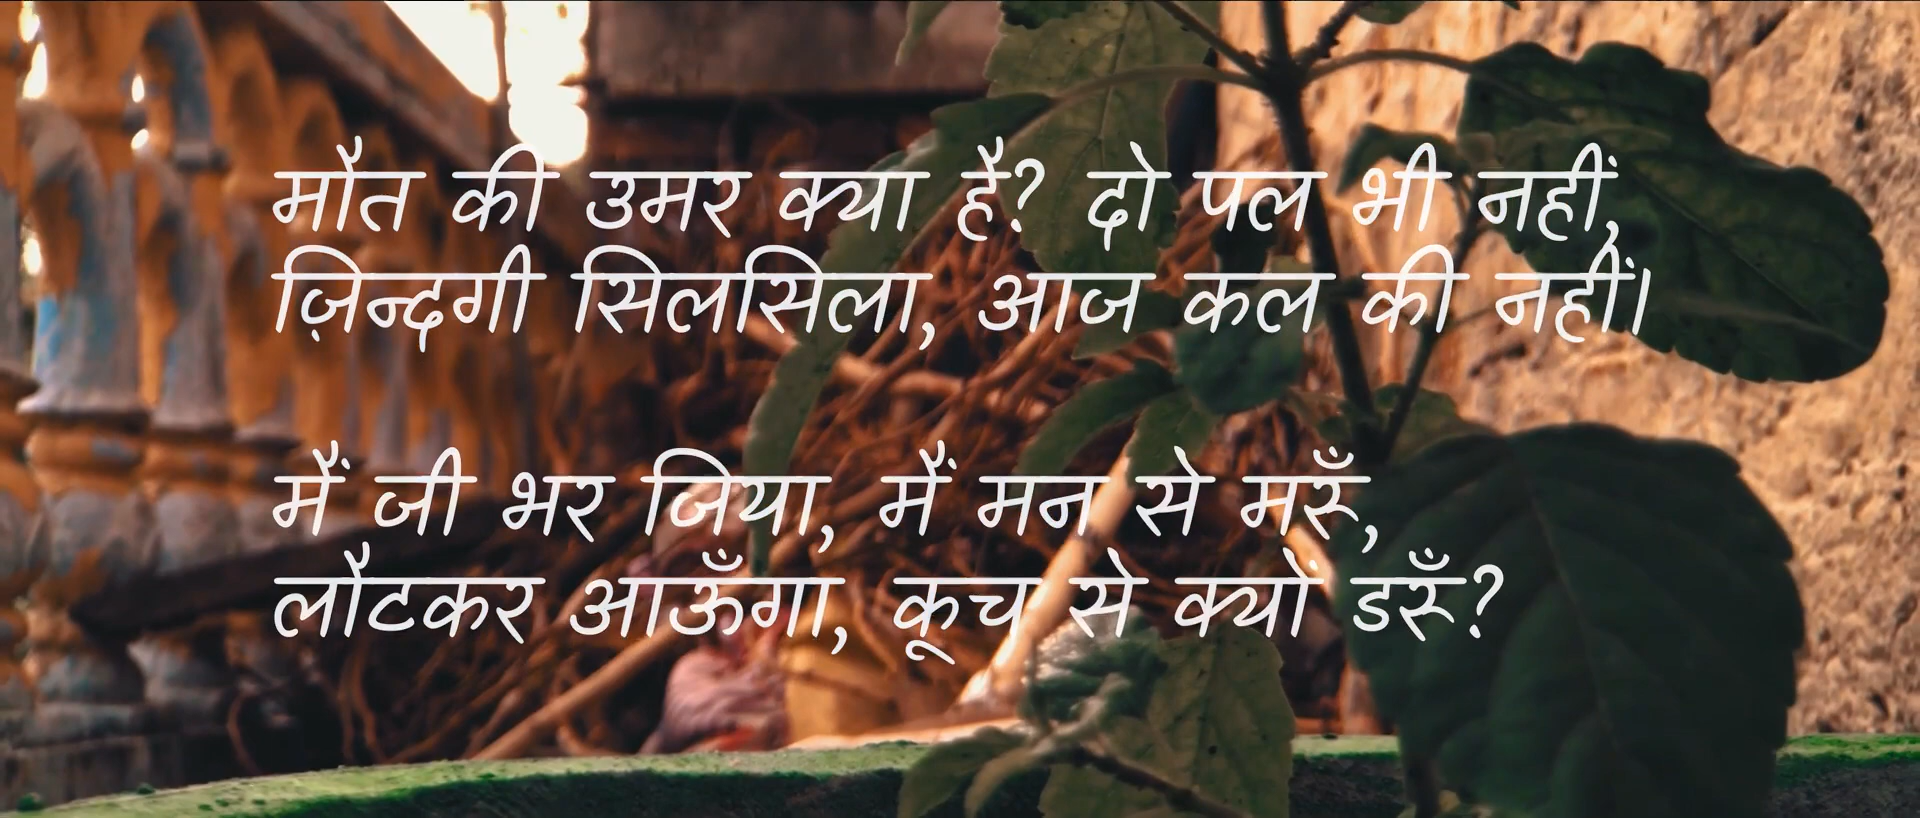 मौत की उमर क्या है? दो पल भी नहीं,
ज़िन्दगी सिलसिला, आज कल की नहीं।
मैं जी भर जिया, मैं मन से मरूँ,
लौटकर आऊँगा, कूच से क्यों डरूँ?